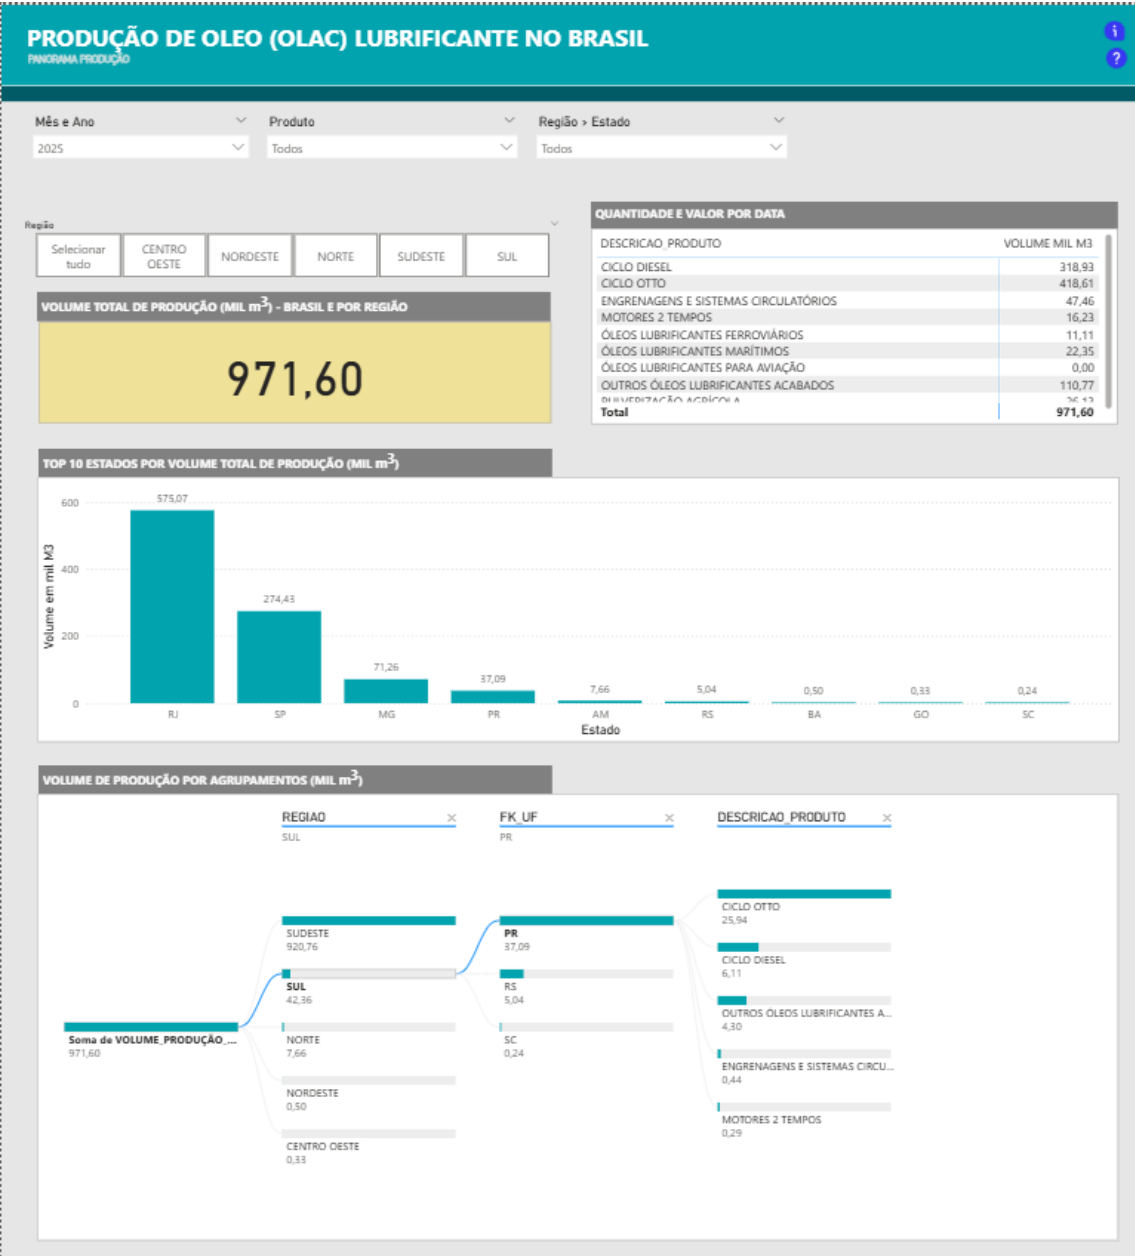 PRODUÇÃO DE OLEO (OLAC) LUBRIFICANTE NO BRASIL
PANORAMA PRODUÇÃO
i
?
Mês e Ano
2025
Produto
Todos
Região > Estado
Todos
Região
Selecionar tudo
CENTRO OESTE
NORDESTE
NORTE
SUDESTE
SUL
VOLUME TOTAL DE PRODUÇÃO (MIL m³) - BRASIL E POR REGIÃO
971,60
QUANTIDADE E VALOR POR DATA
DESCRICAO_PRODUTO VOLUME MIL M3
CICLO DIESEL 318,93
CICLO OTTO 418,61
ENGRENAGENS E SISTEMAS CIRCULATÓRIOS 47,46
MOTORES 2 TEMPOS 16,23
ÓLEOS LUBRIFICANTES FERROVIÁRIOS 11,11
ÓLEOS LUBRIFICANTES MARÍTIMOS 22,35
ÓLEOS LUBRIFICANTES PARA AVIAÇÃO 0,00
OUTROS ÓLEOS LUBRIFICANTES ACABADOS 110,77
PULVERIZAÇÃO AGRÍCOLA 26,13
Total 971,60
TOP 10 ESTADOS POR VOLUME TOTAL DE PRODUÇÃO (MIL m³)
Volume em mil M3
600
400
200
0
575,07
274,43
71,26
37,09
7,66
5,04
0,50
0,33
0,24
RJ SP MG PR AM RS BA GO SC
Estado
VOLUME DE PRODUÇÃO POR AGRUPAMENTOS (MIL m³)
REGIAO
SUL
FK_UF
PR
DESCRICAO_PRODUTO
Soma de VOLUME_PRODUÇÃO_...
971,60
SUDESTE
920,76
SUL
42,36
NORTE
7,66
NORDESTE
0,50
CENTRO OESTE
0,33
PR
37,09
RS
5,04
SC
0,24
CICLO OTTO
25,94
CICLO DIESEL
6,11
OUTROS ÓLEOS LUBRIFICANTES A...
4,30
ENGRENAGENS E SISTEMAS CIRCU...
0,44
MOTORES 2 TEMPOS
0,29